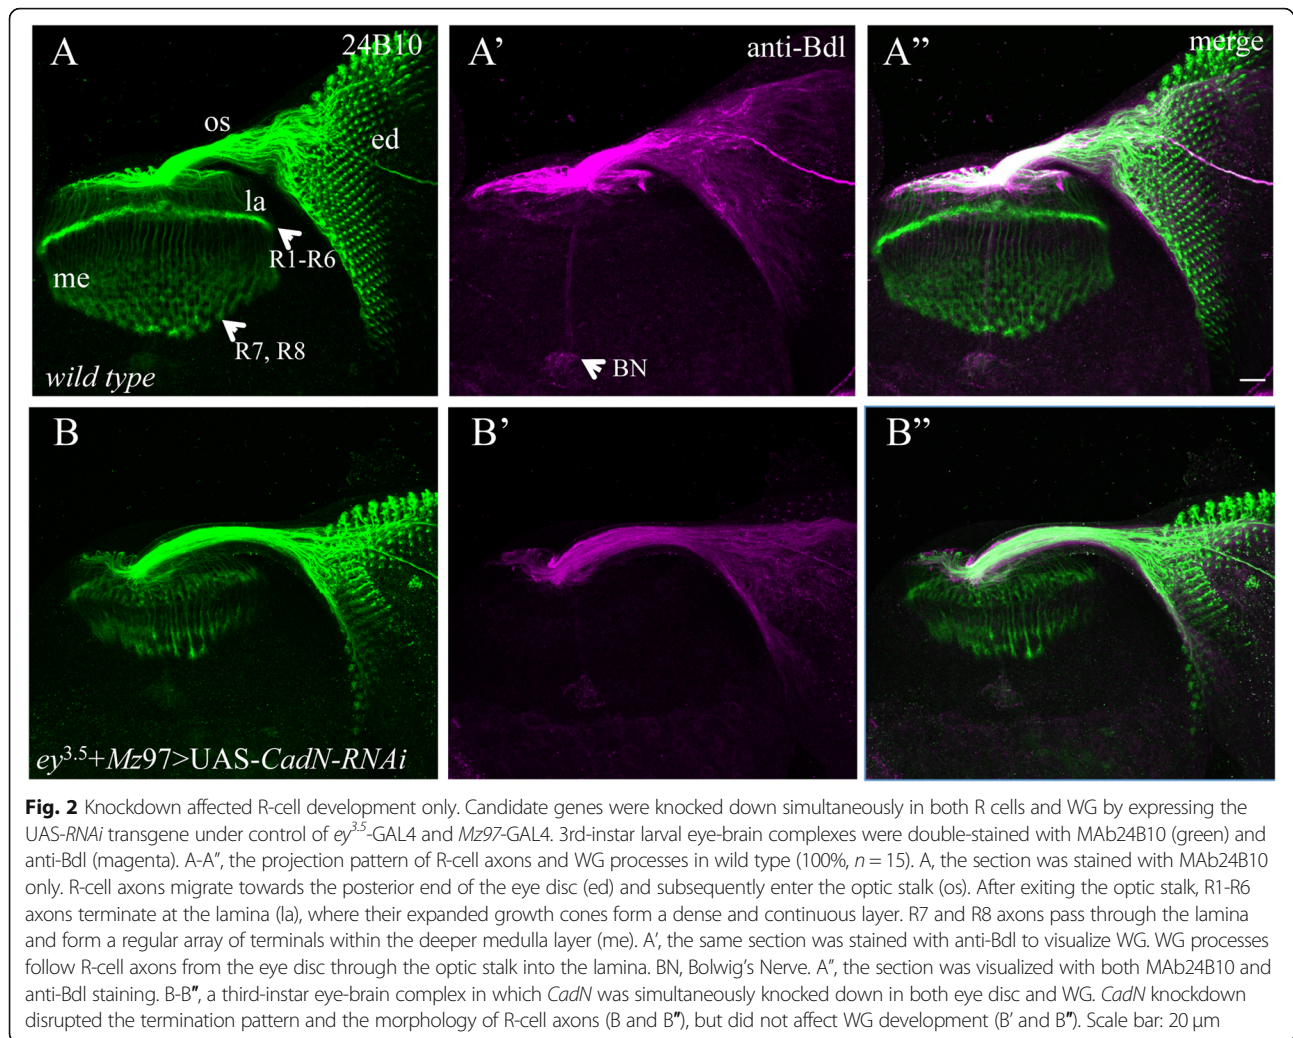 A
24B10
os
ed
la
R1-R6
me
R7, R8
wild type
A’
anti-Bdl
BN
A”
merge
B
ey3.5+Mz97>UAS-CadN-RNAi
B’
B”
Fig. 2 Knockdown affected R-cell development only. Candidate genes were knocked down simultaneously in both R cells and WG by expressing the
UAS-RNAi transgene under control of ey3.5-GAL4 and Mz97-GAL4. 3rd-instar larval eye-brain complexes were double-stained with MAb24B10 (green) and
anti-Bdl (magenta). A-A”, the projection pattern of R-cell axons and WG processes in wild type (100%, n = 15). A, the section was stained with MAb24B10
only. R-cell axons migrate towards the posterior end of the eye disc (ed) and subsequently enter the optic stalk (os). After exiting the optic stalk, R1-R6
axons terminate at the lamina (la), where their expanded growth cones form a dense and continuous layer. R7 and R8 axons pass through the lamina
and form a regular array of terminals within the deeper medulla layer (me). A’, the same section was stained with anti-Bdl to visualize WG. WG processes
follow R-cell axons from the eye disc through the optic stalk into the lamina. BN, Bolwig’s Nerve. A”, the section was visualized with both MAb24B10 and
anti-Bdl staining. B-B”, a third-instar eye-brain complex in which CadN was simultaneously knocked down in both eye disc and WG. CadN knockdown
disrupted the termination pattern and the morphology of R-cell axons (B and B”), but did not affect WG development (B’ and B”). Scale bar: 20 μm